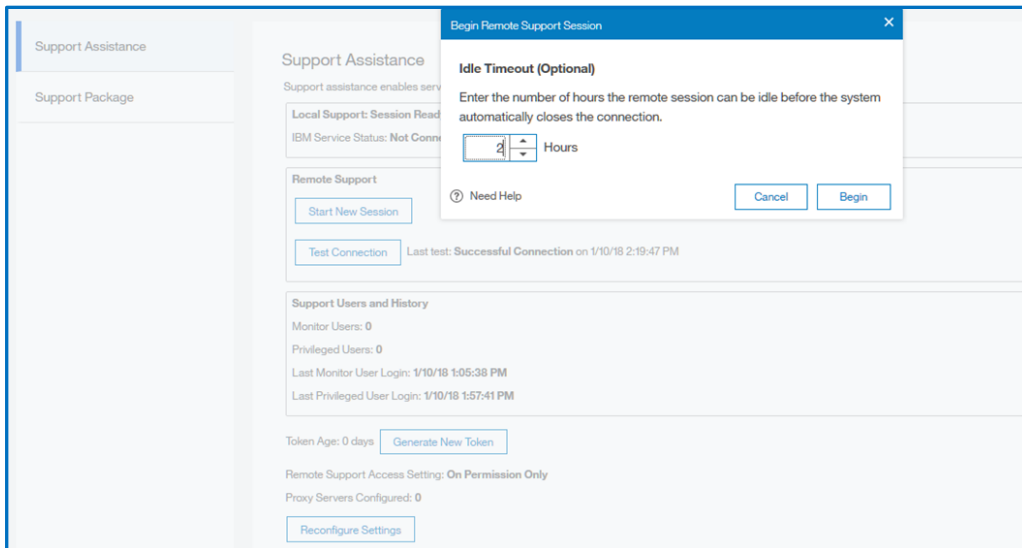 Begin Remote Support Session
Support Assistance
Support Package
Support Assistance
Support assistance enables serv
Local Support: Session Read
IBM Service Status: Not Conne
Remote Support
Start New Session
Test Connection Last test: Successful Connection on 1/10/18 2:19:47 PM
Support Users and History
Monitor Users: 0
Privileged Users: 0
Last Monitor User Login: 1/10/18 1:05:38 PM
Last Privileged User Login: 1/10/18 1:57:41 PM
Token Age: 0 days Generate New Token
Remote Support Access Setting: On Permission Only
Proxy Servers Configured: 0
Reconfigure Settings
Idle Timeout (Optional)
Enter the number of hours the remote session can be idle before the system
automatically closes the connection.
2 Hours
Need Help Cancel Begin